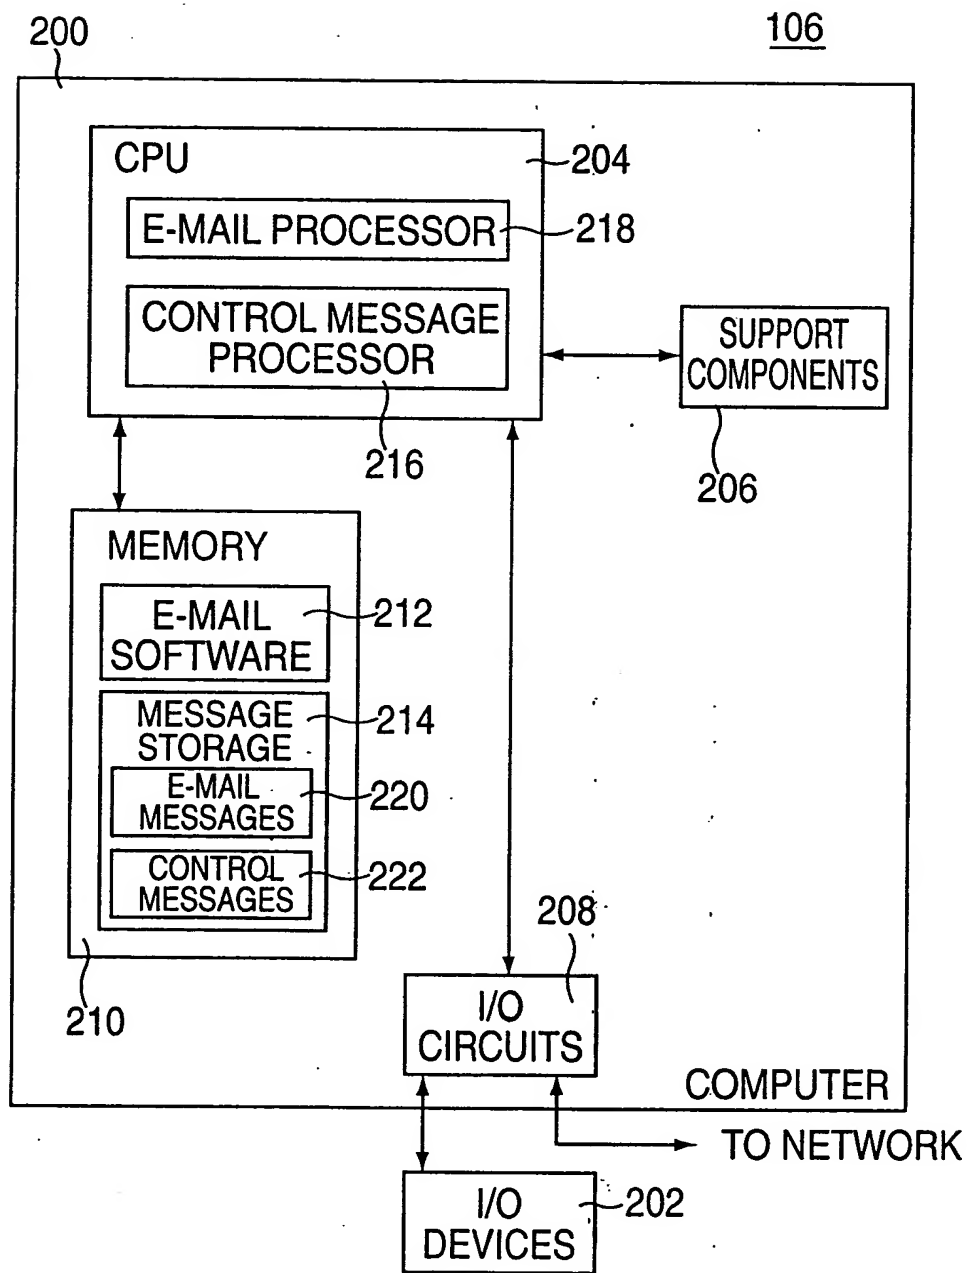 106
200
CPU
204
E-MAIL PROCESSOR
218
CONTROL MESSAGE
PROCESSOR
216
SUPPORT
COMPONENTS
206
MEMORY
E-MAIL
SOFTWARE
212
MESSAGE
STORAGE
214
E-MAIL
MESSAGES
220
CONTROL
MESSAGES
222
210
208
I/O
CIRCUITS
COMPUTER
TO NETWORK
I/O
DEVICES
202